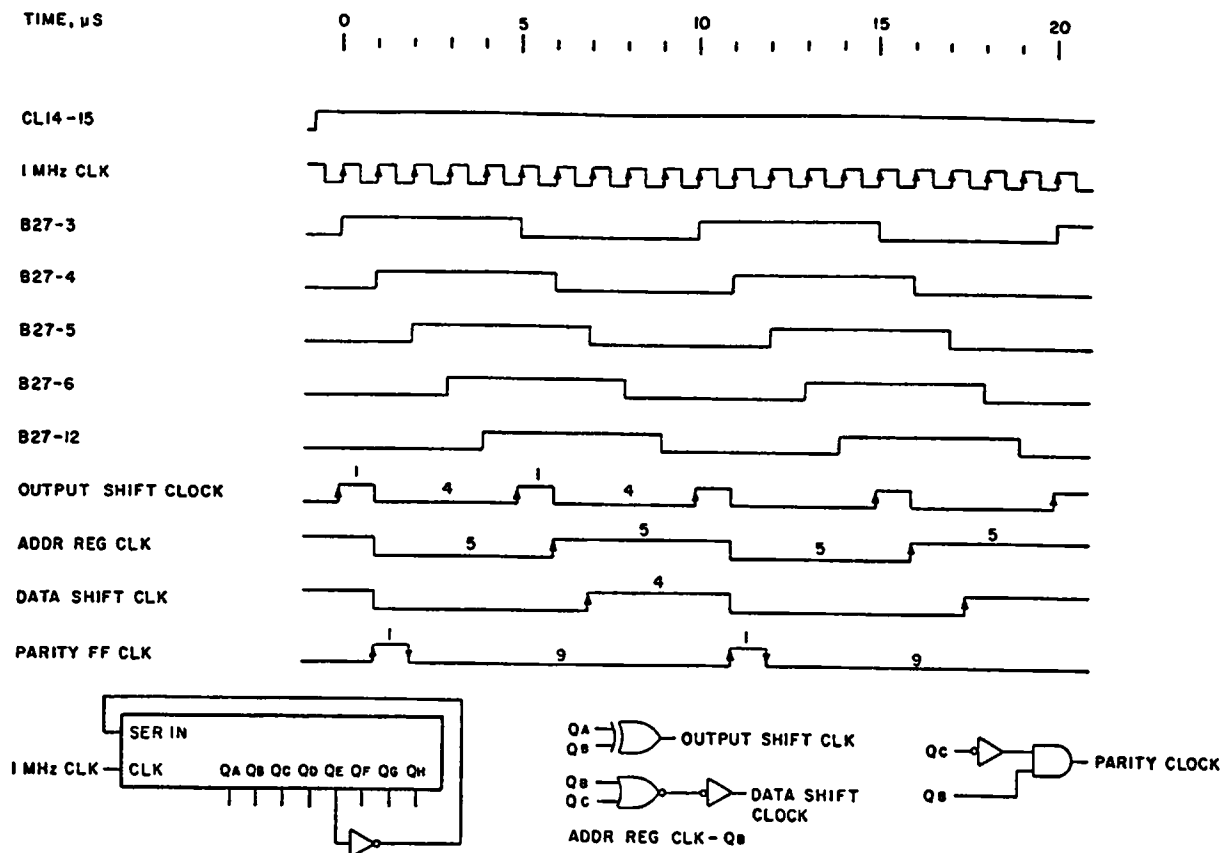 TIME, µS
0 5 10 15 20
CL14-15
1 MHz CLK
B27-3
B27-4
B27-5
B27-6
B27-12
1 4 1 4
OUTPUT SHIFT CLOCK
5 5 5 5
ADDR REG CLK
4
DATA SHIFT CLK
1 9 1 9
PARITY FF CLK
SER IN
1 MHz CLK
CLK
QA QB QC QD QE QF QG QH
QA
QB
OUTPUT SHIFT CLK
QB
QC
DATA SHIFT
CLOCK
ADDR REG CLK - QB
QC
QB
PARITY CLOCK